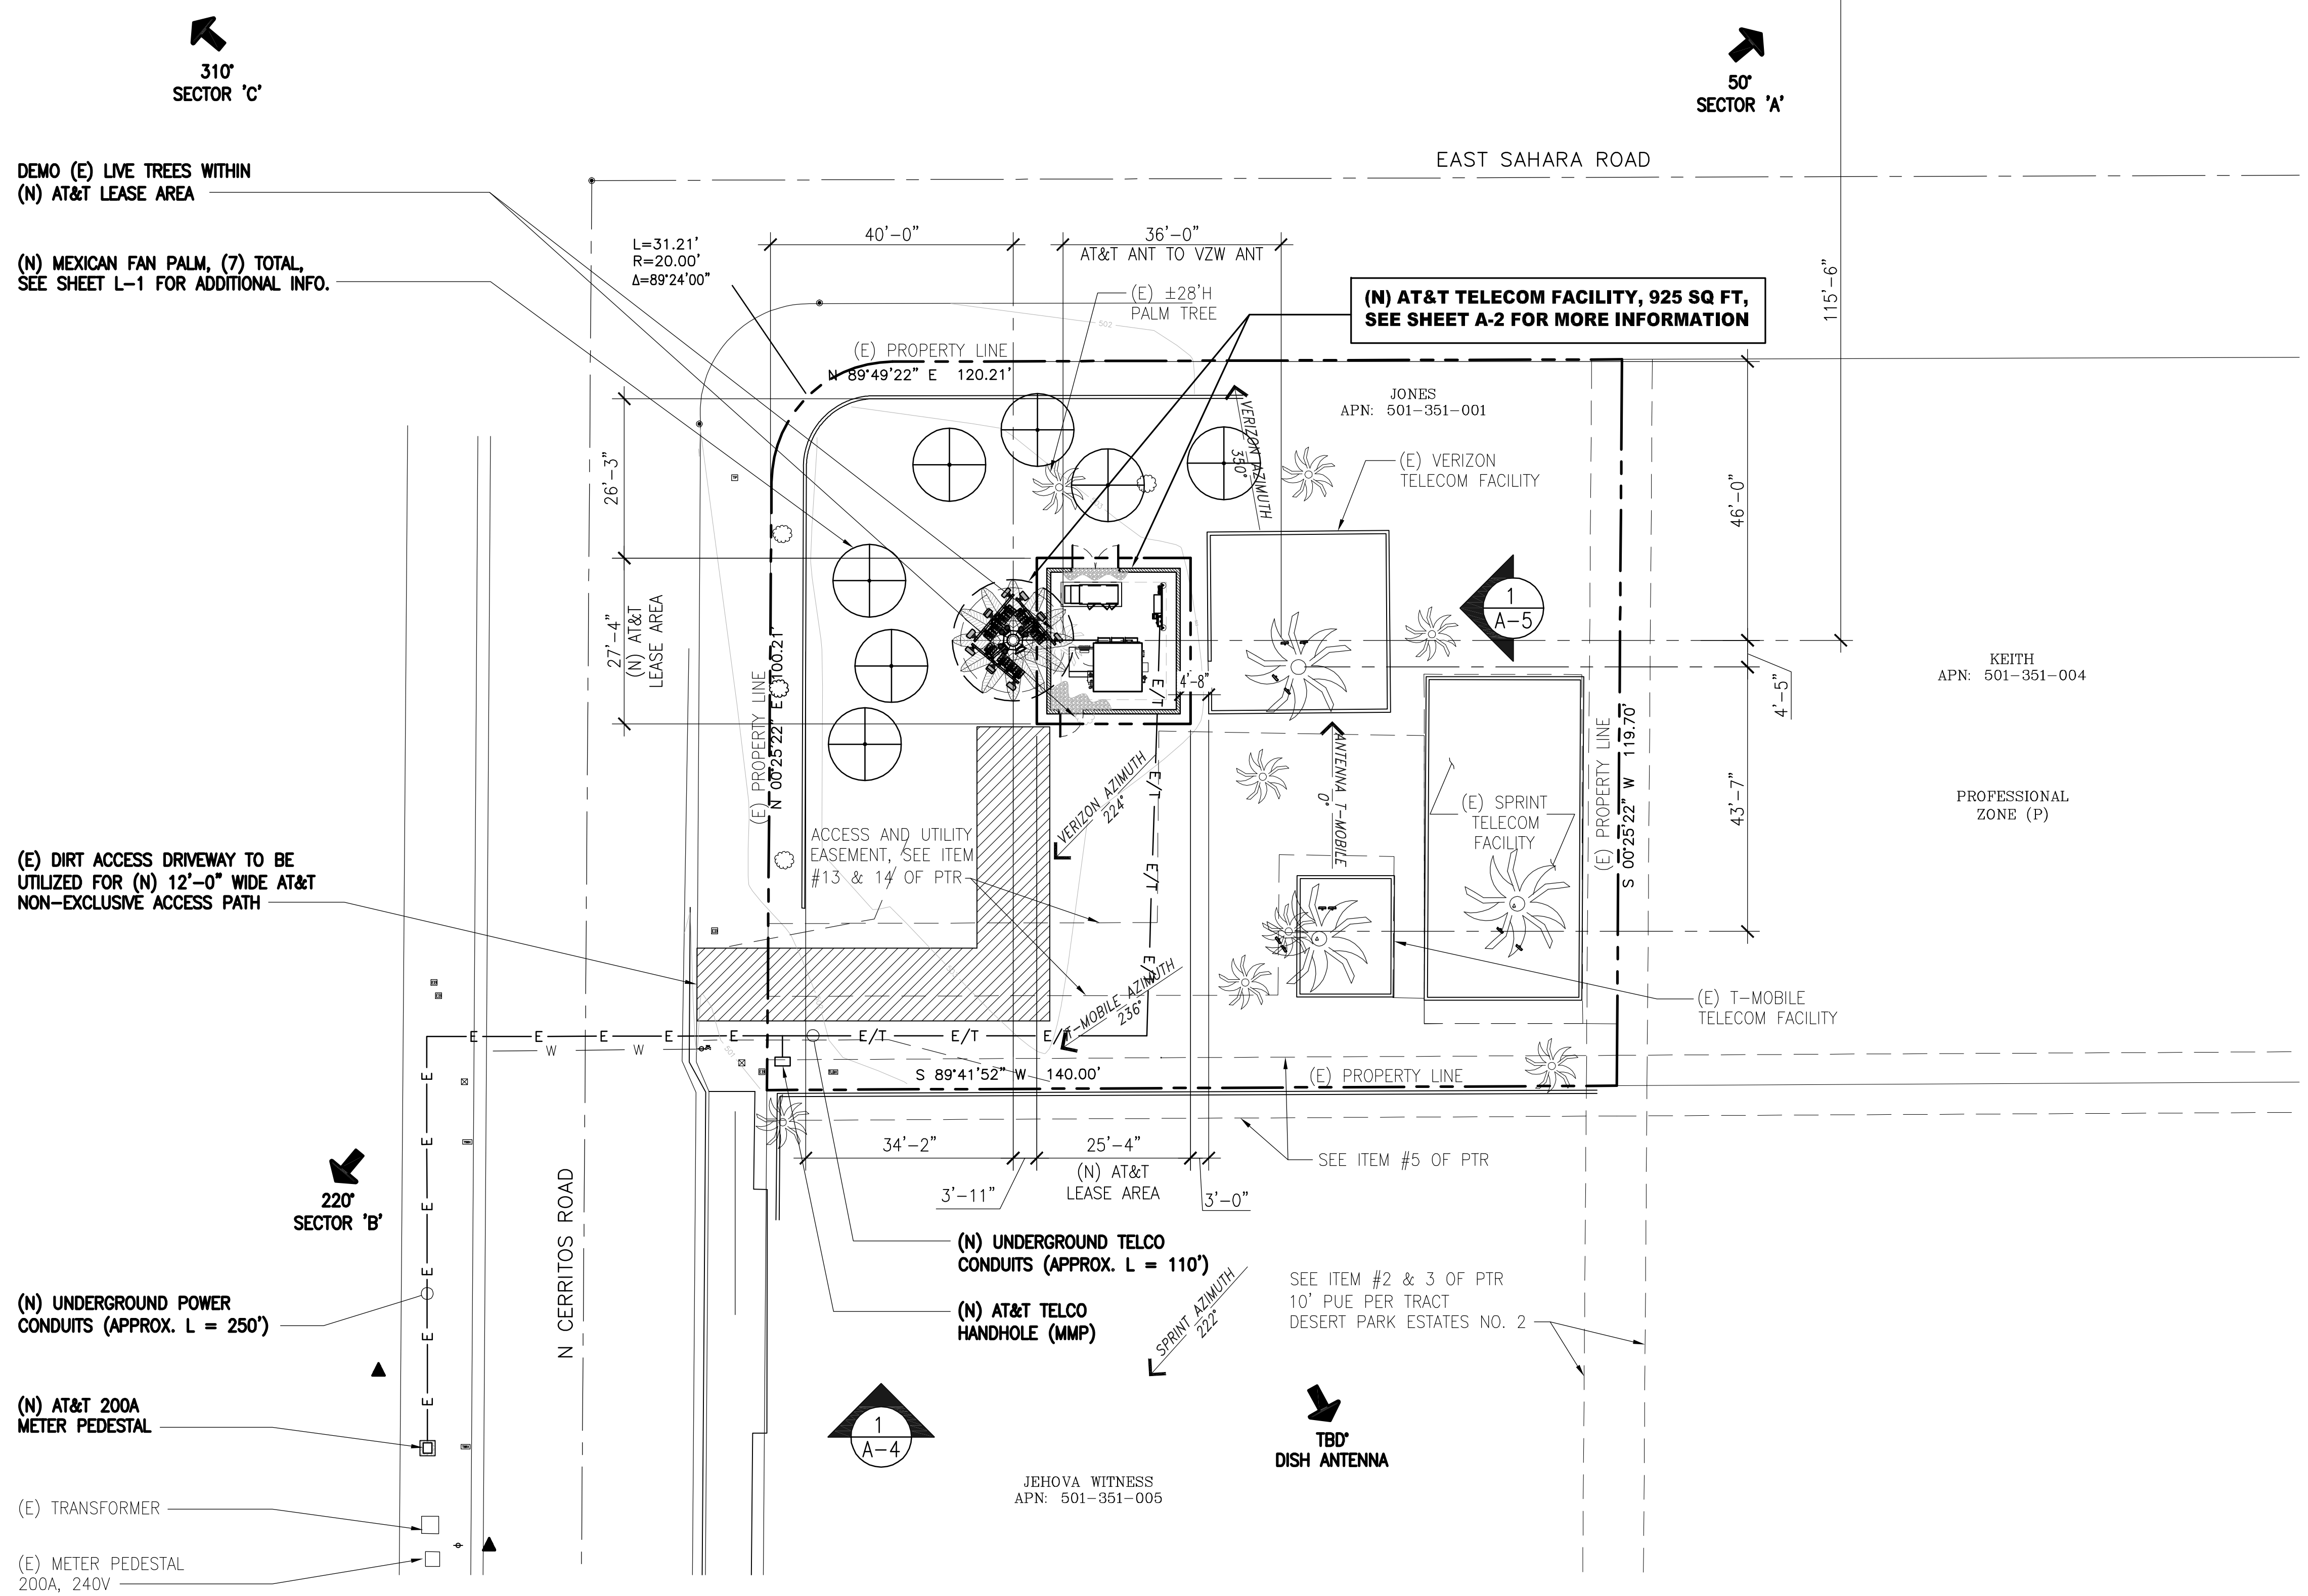 310°
SECTOR 'C'
50°
SECTOR 'A'
EAST SAHARA ROAD
DEMO (E) LIVE TREES WITHIN
(N) AT&T LEASE AREA
(N) MEXICAN FAN PALM, (7) TOTAL,
SEE SHEET L-1 FOR ADDITIONAL INFO.
L=31.21'
R=20.00'
Δ=89°24'00"
40'-0"
36'-0"
AT&T ANT TO VZW ANT
(E) ±28'H
PALM TREE
(N) AT&T TELECOM FACILITY, 925 SQ FT,
SEE SHEET A-2 FOR MORE INFORMATION
115'-6"
502
(E) PROPERTY LINE
N 89°49'22" E 120.21'
JONES
APN: 501-351-001
VERIZON AZIMUTH
350°
(E) VERIZON
TELECOM FACILITY
26'-3"
46'-0"
27'-4"
(N) AT&T
LEASE AREA
1
A-5
E/T
4'-8"
4'-5"
KEITH
APN: 501-351-004
(E) PROPERTY LINE
N 00°25'22" E 100.21'
VERIZON AZIMUTH
224°
E/T
ANTENNA T-MOBILE
0°
(E) PROPERTY LINE
S 00°25'22" W 119.70'
43'-7"
PROFESSIONAL
ZONE (P)
(E) SPRINT
TELECOM
FACILITY
ACCESS AND UTILITY
EASEMENT, SEE ITEM
#13 & 14 OF PTR
E/T
(E) DIRT ACCESS DRIVEWAY TO BE
UTILIZED FOR (N) 12'-0" WIDE AT&T
NON-EXCLUSIVE ACCESS PATH
E/T
T-MOBILE AZIMUTH
236°
(E) T-MOBILE
TELECOM FACILITY
E E E E E E/T E/T E/T
W W
501
S 89°41'52" W 140.00'
(E) PROPERTY LINE
E
E
E
E
E
E
34'-2"
25'-4"
(N) AT&T
LEASE AREA
3'-11"
3'-0"
SEE ITEM #5 OF PTR
220°
SECTOR 'B'
N CERRITOS ROAD
(N) UNDERGROUND TELCO
CONDUITS (APPROX. L = 110')
(N) AT&T TELCO
HANDHOLE (MMP)
SPRINT AZIMUTH
222°
SEE ITEM #2 & 3 OF PTR
10' PUE PER TRACT
DESERT PARK ESTATES NO. 2
(N) UNDERGROUND POWER
CONDUITS (APPROX. L = 250')
(N) AT&T 200A
METER PEDESTAL
1
A-4
TBD°
DISH ANTENNA
JEHOVA WITNESS
APN: 501-351-005
(E) TRANSFORMER
(E) METER PEDESTAL
200A, 240V